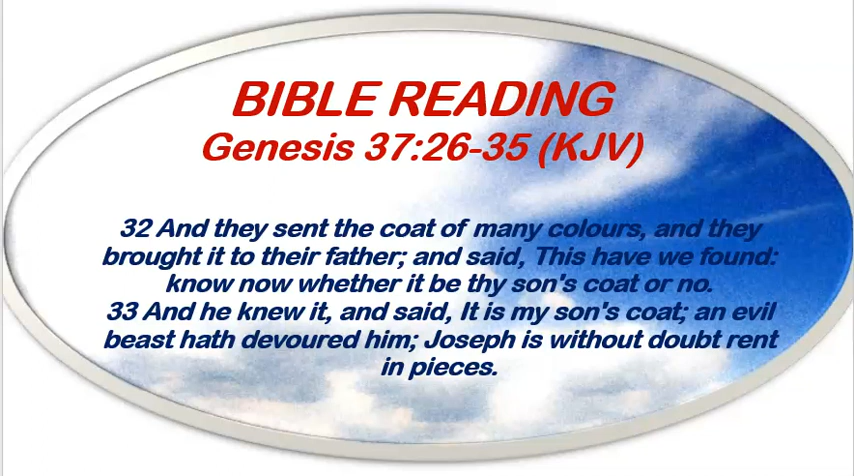 BIBLE READING
Genesis 37:26-35 (KJV)
32 And they sent the coat of many colours, and they
brought it to their father; and said, This have we found:
know now whether it be thy son's coat or no.
33 And he knew it, and said, It is my son's coat; an evil
beast hath devoured him; Joseph is without doubt rent
in pieces.